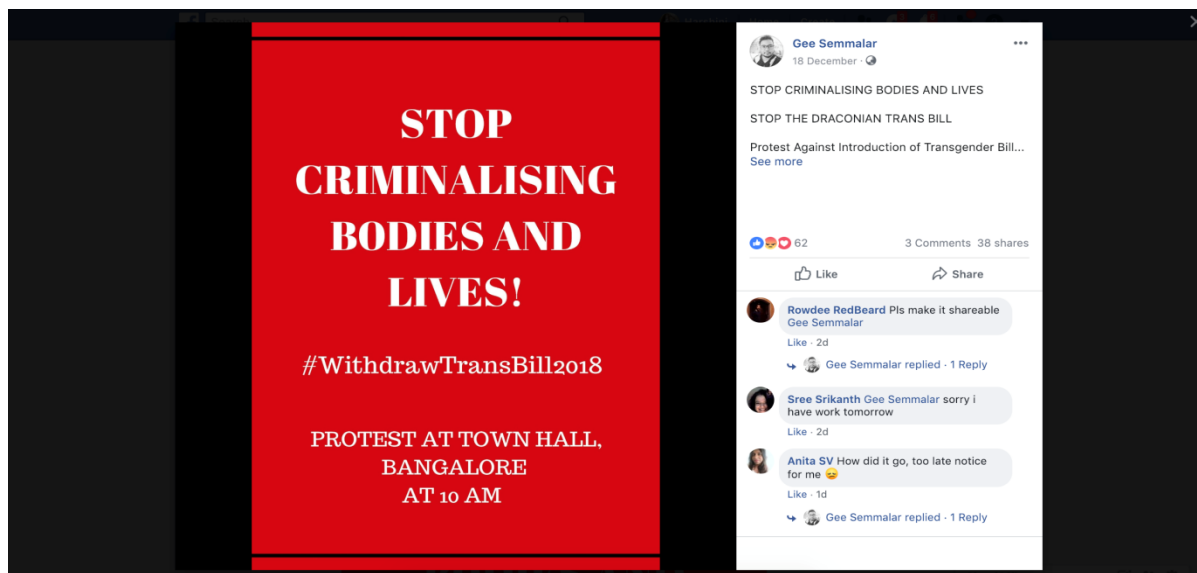 STOP
CRIMINALISING
BODIES AND
LIVES!
#WithdrawTransBill2018
PROTEST AT TOWN HALL,
BANGALORE
AT 10 AM
Gee Semmalar
18 December
STOP CRIMINALISING BODIES AND LIVES
STOP THE DRACONIAN TRANS BILL
Protest Against Introduction of Transgender Bill...
See more
62 3 Comments 38 shares
Like Share
Rowdee RedBeard Pls make it shareable
Gee Semmalar
Like · 2d
Gee Semmalar replied · 1 Reply
Sree Srikanth Gee Semmalar sorry i
have work tomorrow
Like · 2d
Anita SV How did it go, too late notice
for me 😞
Like · 1d
Gee Semmalar replied · 1 Reply